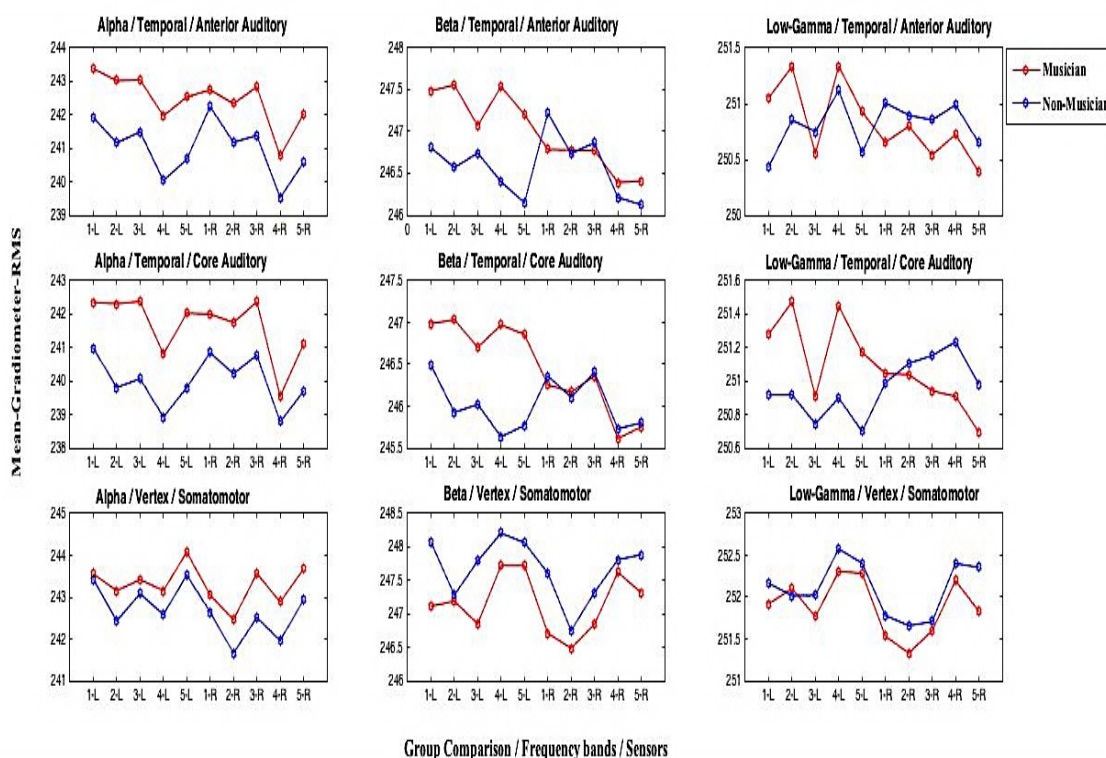 Alpha / Temporal / Anterior Auditory
244
243
242
241
240
239
1-L 2-L 3-L 4-L 5-L 1-R 2-R 3-R 4-R 5-R
Beta / Temporal / Anterior Auditory
248
247.5
247
246.5
246
0
1-L 2-L 3-L 4-L 5-L 1-R 2-R 3-R 4-R 5-R
Low-Gamma / Temporal / Anterior Auditory
251.5
251
250.5
250
1-L 2-L 3-L 4-L 5-L 1-R 2-R 3-R 4-R 5-R
Musician
Non-Musician
Alpha / Temporal / Core Auditory
243
242
241
240
239
238
1-L 2-L 3-L 4-L 5-L 1-R 2-R 3-R 4-R 5-R
Beta / Temporal / Core Auditory
247.5
247
246.5
246
245.5
1-L 2-L 3-L 4-L 5-L 1-R 2-R 3-R 4-R 5-R
Low-Gamma / Temporal / Core Auditory
251.6
251.4
251.2
251
250.8
250.6
1-L 2-L 3-L 4-L 5-L 1-R 2-R 3-R 4-R 5-R
Alpha / Vertex / Somatomotor
245
244
243
242
241
1-L 2-L 3-L 4-L 5-L 1-R 2-R 3-R 4-R 5-R
Beta / Vertex / Somatomotor
248.5
248
247.5
247
246.5
246
1-L 2-L 3-L 4-L 5-L 1-R 2-R 3-R 4-R 5-R
Low-Gamma / Vertex / Somatomotor
253
252.5
252
251.5
251
1-L 2-L 3-L 4-L 5-L 1-R 2-R 3-R 4-R 5-R
Mean-Gradiometer-RMS
Group Comparison / Frequency bands / Sensors